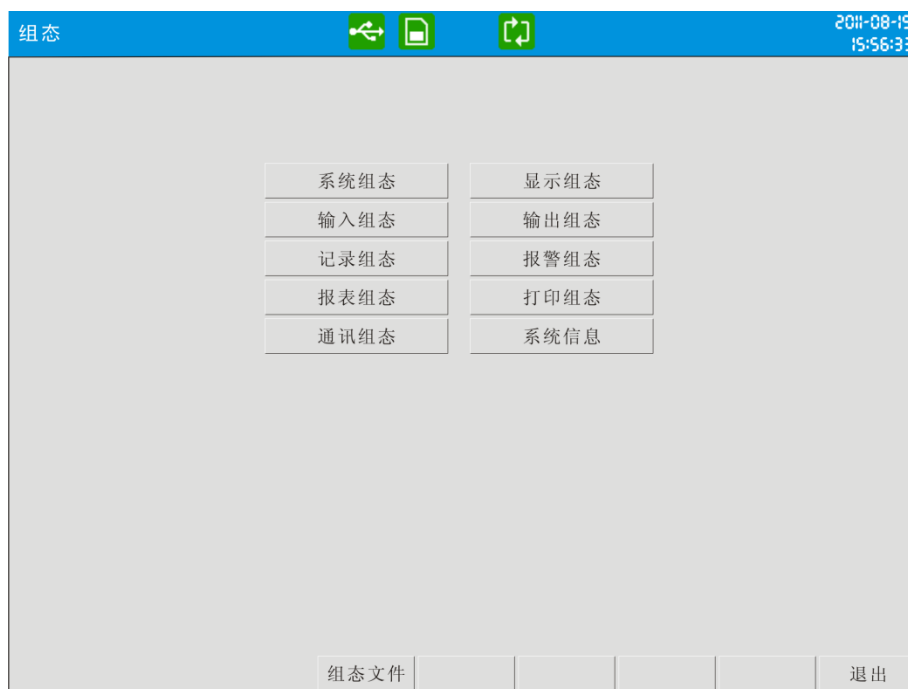 组态
2011-08-19
15:56:33
系统组态 显示组态
输入组态 输出组态
记录组态 报警组态
报表组态 打印组态
通讯组态 系统信息
组态文件 退出